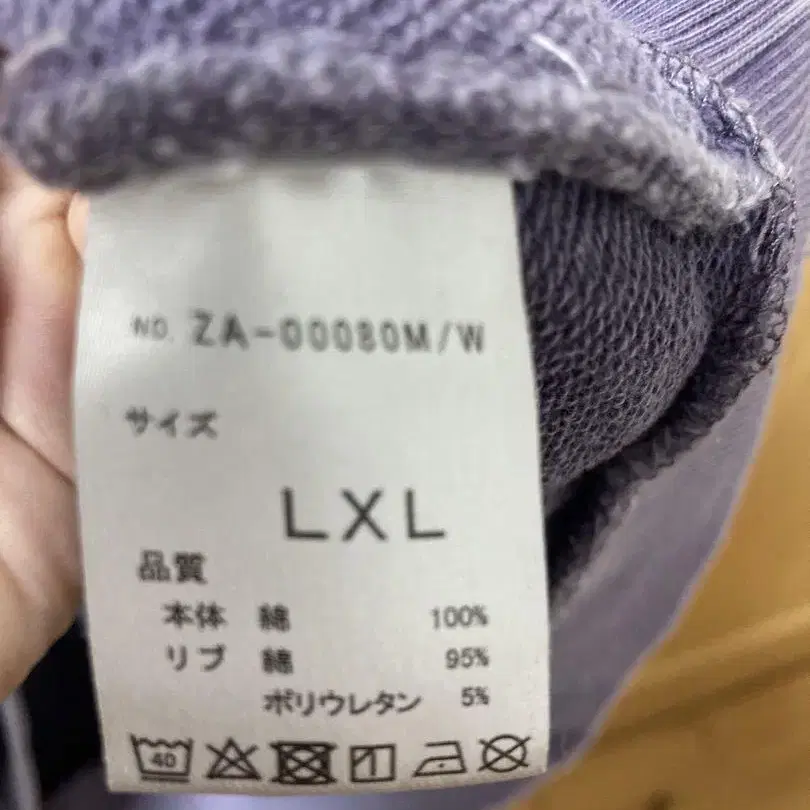 NO. ZA-00080M/W
サイズ
LXL
品質
本体 綿 100%
リブ 綿 95%
ポリウレタン 5%
40